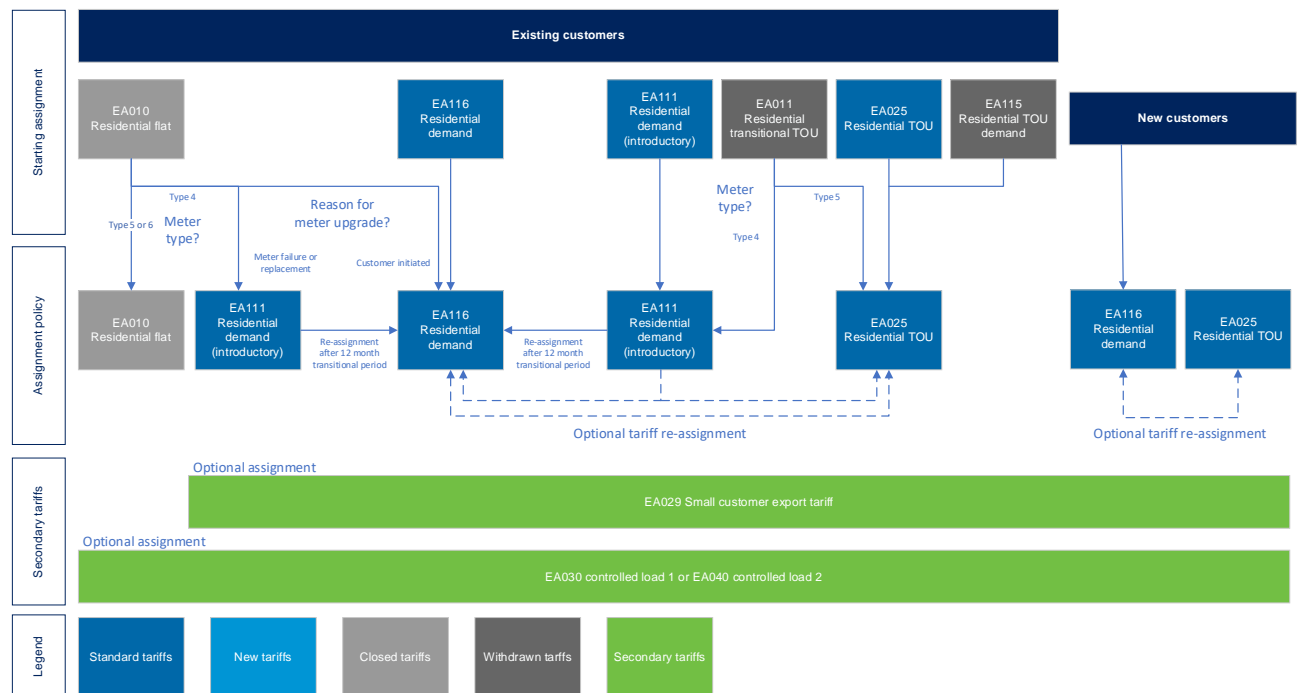 Starting assignment
Existing customers
EA010
Residential flat
EA116
Residential
demand
EA111
Residential
demand
(introductory)
EA011
Residential
transitional TOU
EA025
Residential TOU
EA115
Residential TOU
demand
New customers
Type 4
Type 5 or 6
Meter
type?
Reason for
meter upgrade?
Meter failure or
replacement
Customer initiated
Meter
type?
Type 5
Type 4
Assignment policy
EA010
Residential flat
EA111
Residential
demand
(introductory)
Re-assignment
after 12 month
transitional period
EA116
Residential
demand
Re-assignment
after 12 month
transitional period
EA111
Residential
demand
(introductory)
EA025
Residential TOU
EA116
Residential
demand
EA025
Residential TOU
Optional tariff re-assignment
Optional tariff re-assignment
Secondary tariffs
Optional assignment
EA029 Small customer export tariff
Optional assignment
EA030 controlled load 1 or EA040 controlled load 2
Legend
Standard tariffs
New tariffs
Closed tariffs
Withdrawn tarffs
Secondary tariffs